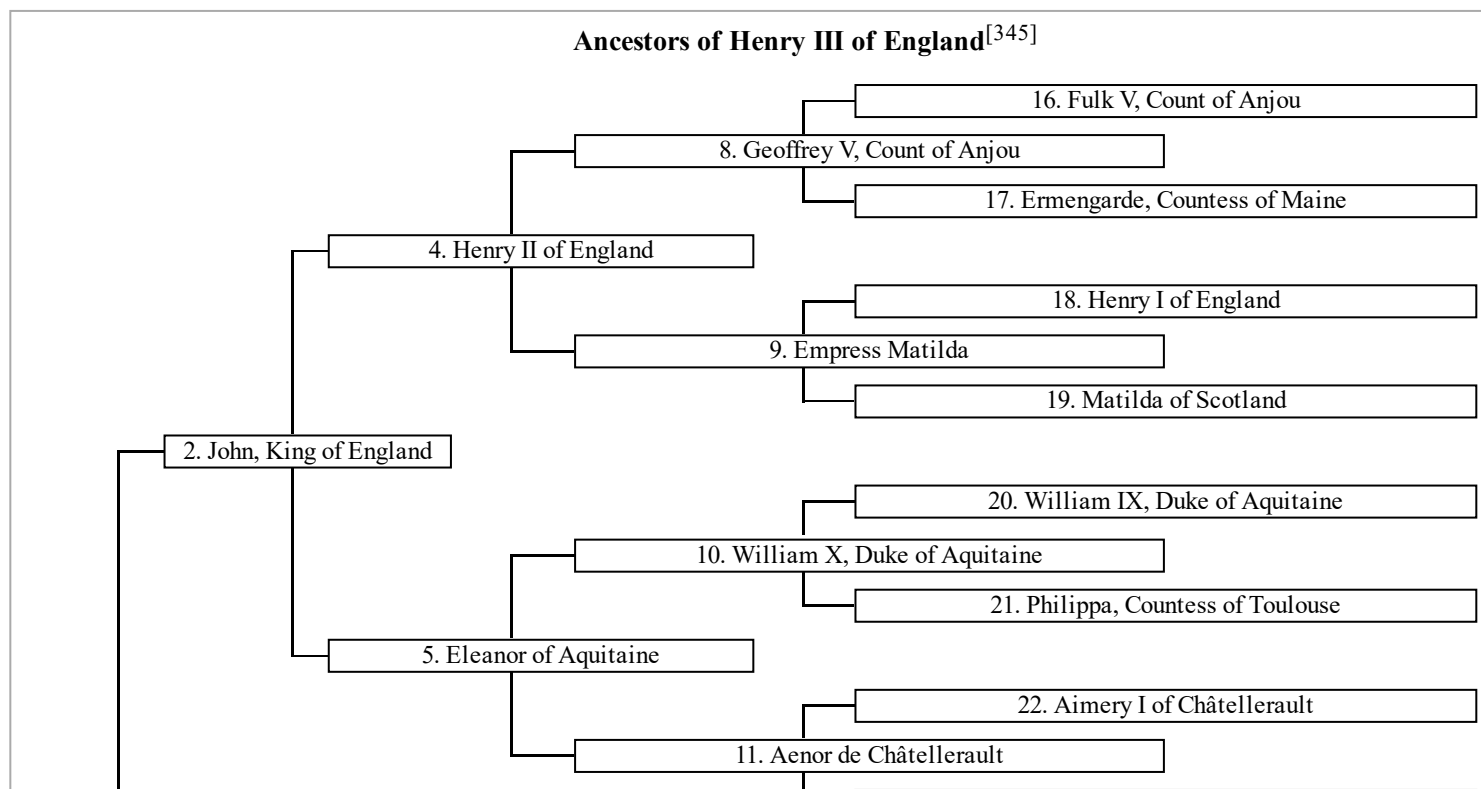 Ancestors of Henry III of England[345]
16. Fulk V, Count of Anjou
8. Geoffrey V, Count of Anjou
17. Ermengarde, Countess of Maine
4. Henry II of England
18. Henry I of England
9. Empress Matilda
19. Matilda of Scotland
2. John, King of England
20. William IX, Duke of Aquitaine
10. William X, Duke of Aquitaine
21. Philippa, Countess of Toulouse
5. Eleanor of Aquitaine
22. Aimery I of Châtellerault
11. Aenor de Châtellerault